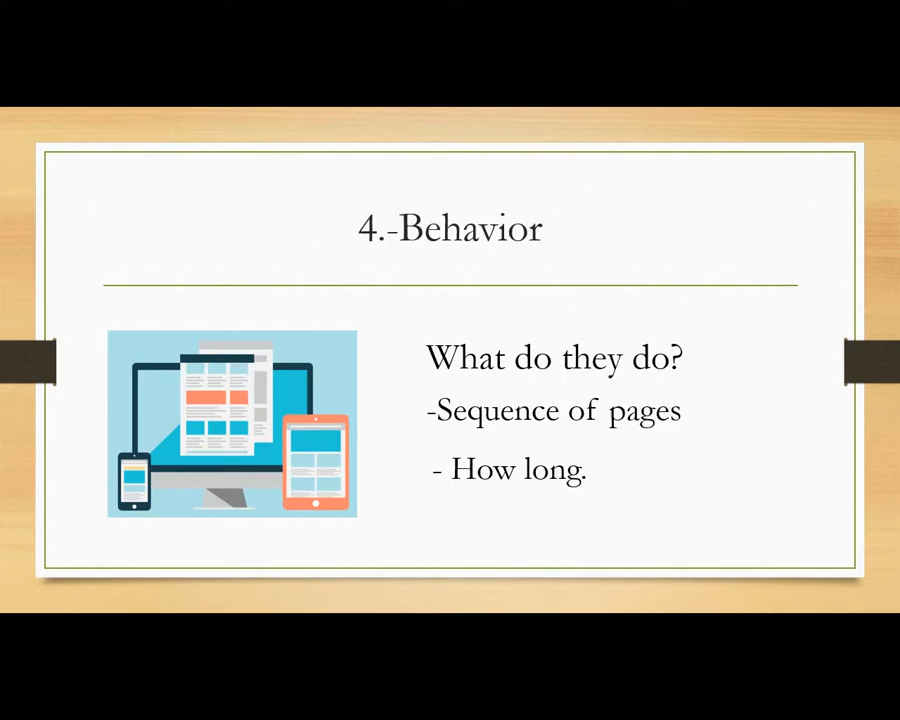 4.-Behavior
What do they do?
-Sequence of pages
- How long.